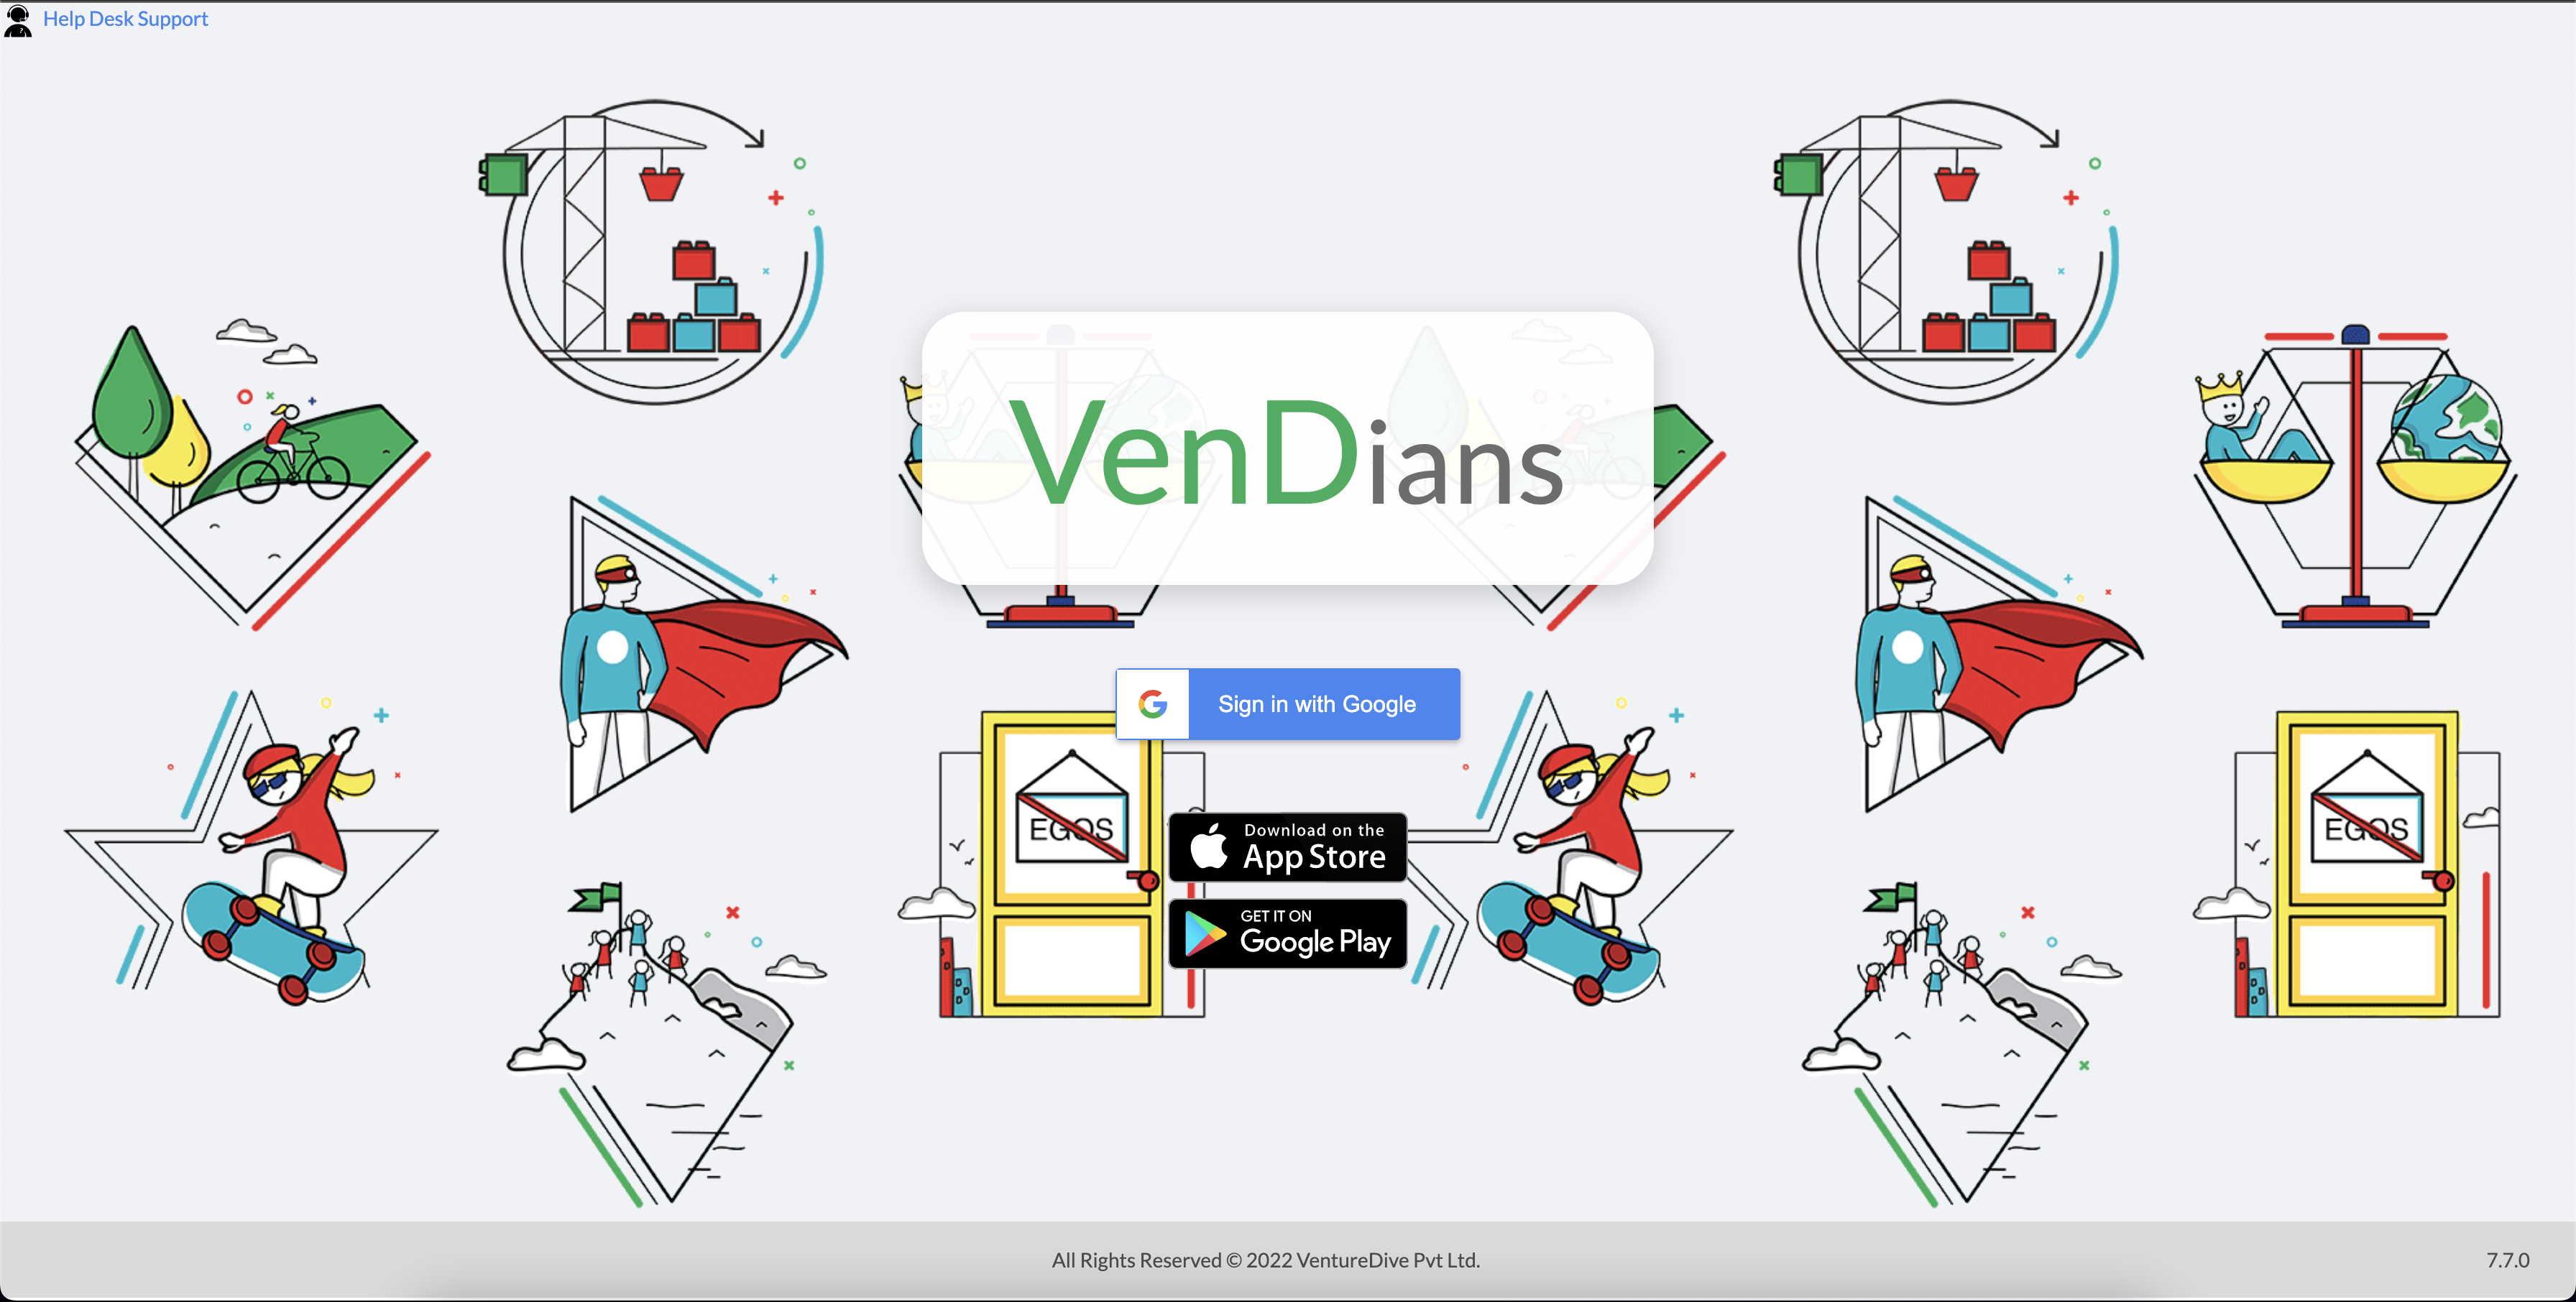 Help Desk Support
VenDians
Sign in with Google
EGOS
EGOS
Download on the
App Store
GET IT ON
Google Play
All Rights Reserved © 2022 VentureDive Pvt Ltd.
7.7.0